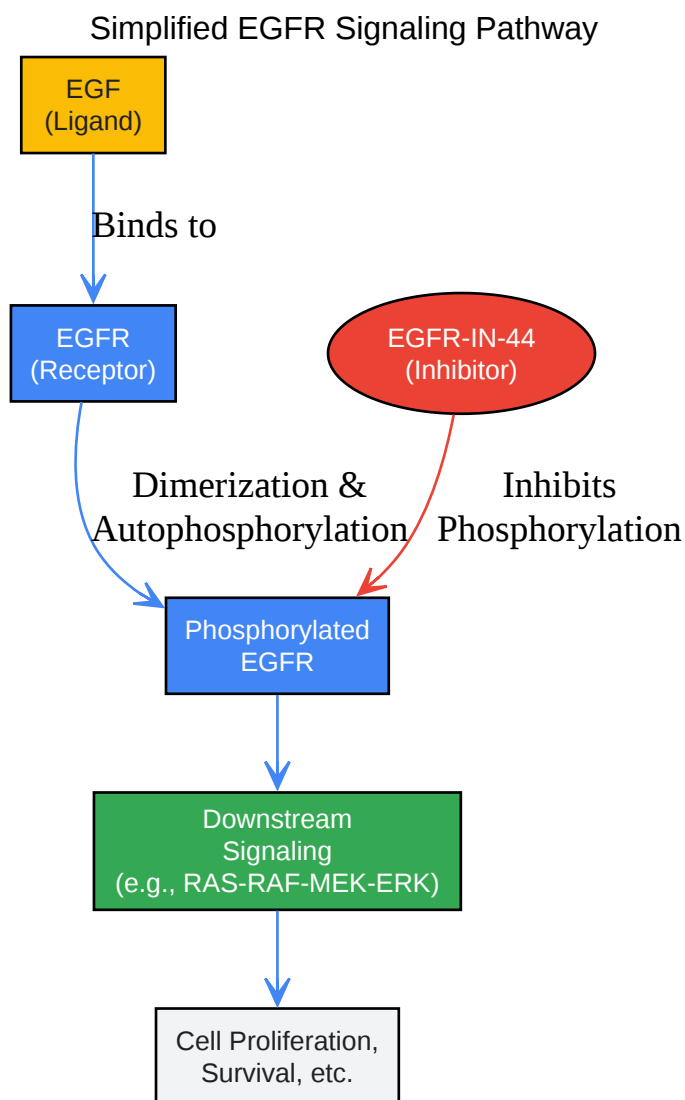 Simplified EGFR Signaling Pathway
EGF
(Ligand)
Binds to
EGFR
(Receptor)
EGFR-IN-44
(Inhibitor)
Dimerization &
Autophosphorylation
Inhibits
Phosphorylation
Phosphorylated
EGFR
Downstream
Signaling
(e.g., RAS-RAF-MEK-ERK)
Cell Proliferation,
Survival, etc.